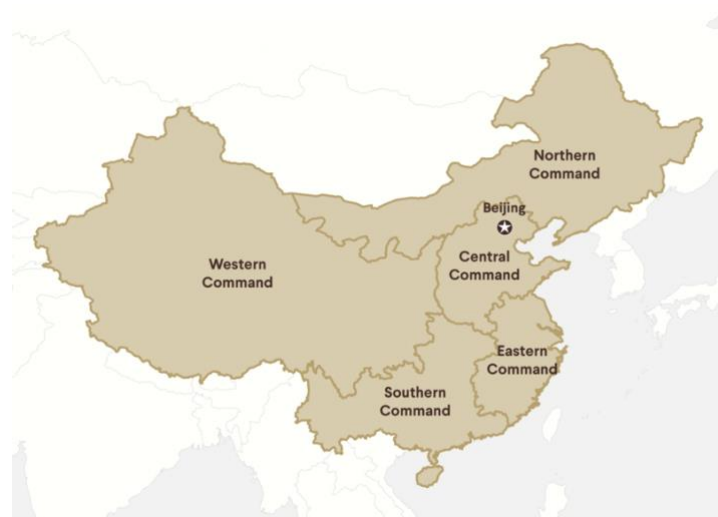 Northern
Command
Beijing
Central
Command
Western
Command
Eastern
Command
Southern
Command